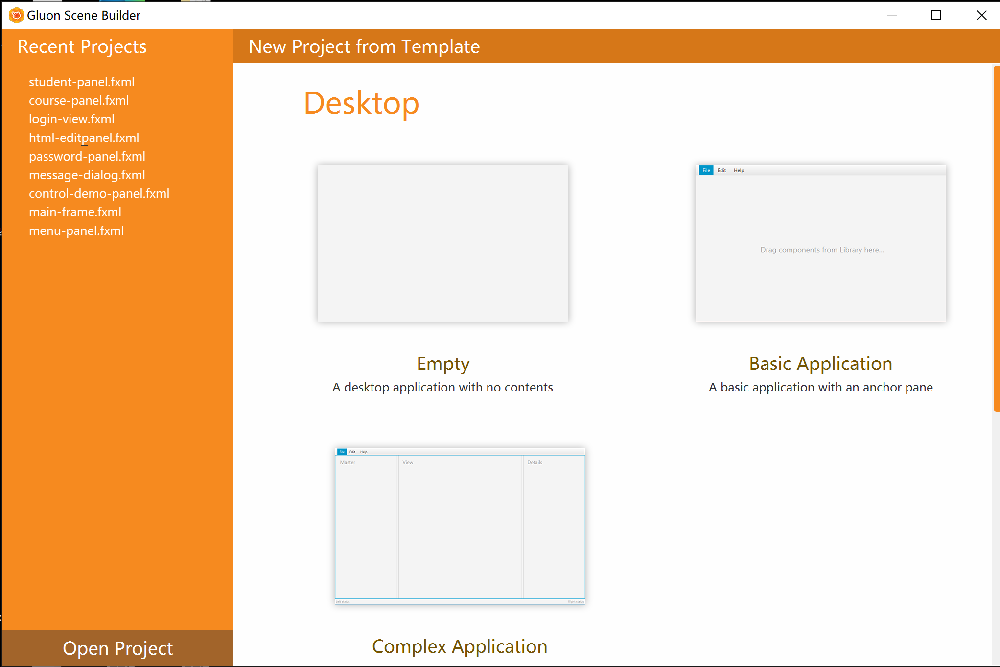 Gluon Scene Builder
Recent Projects
student-panel.fxml
course-panel.fxml
login-view.fxml
html-editpanel.fxml
password-panel.fxml
message-dialog.fxml
control-demo-panel.fxml
main-frame.fxml
menu-panel.fxml
Open Project
New Project from Template
Desktop
Empty
A desktop application with no contents
File Edit Help
Drag components from Library here...
Basic Application
A basic application with an anchor pane
File Edit Help
Master View Details
Left status Right status
Complex Application